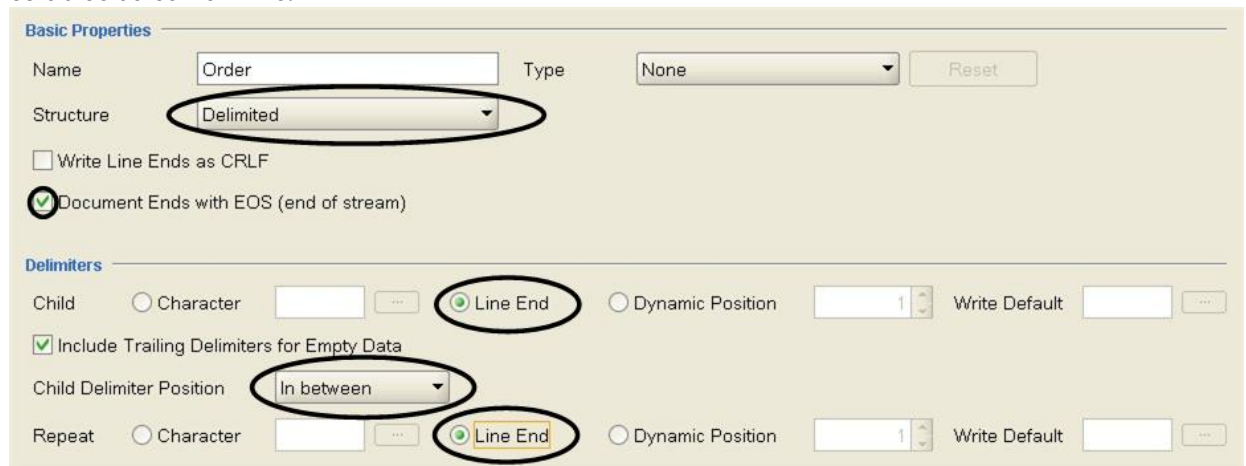 Basic Properties
Name Order Type None Reset
Structure Delimited
Write Line Ends as CRLF
Document Ends with EOS (end of stream)
Delimiters
Child Character ... Line End Dynamic Position 1 Write Default ...
Include Trailing Delimiters for Empty Data
Child Delimiter Position In between
Repeat Character ... Line End Dynamic Position 1 Write Default ...